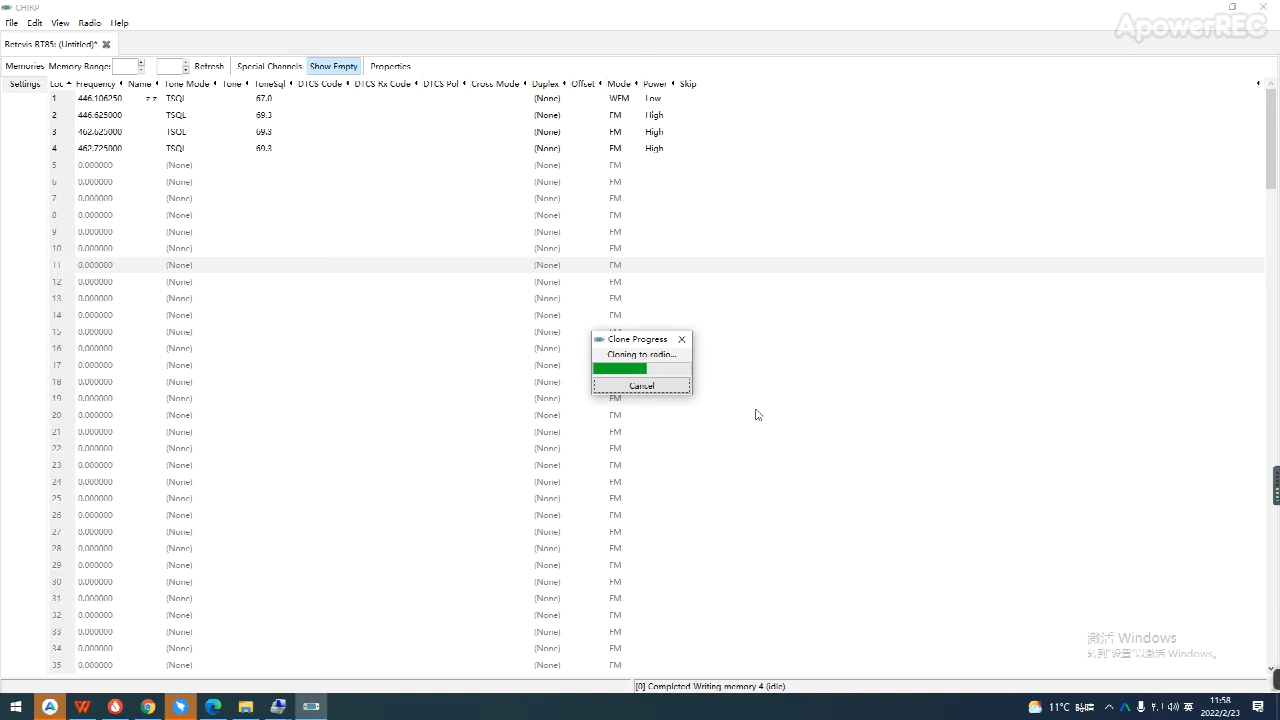 CHIRP
File Edit View Radio Help
ApowerREC
Retevis RT85: (Untitled)*
Memories Memory Range: Refresh Special Channels Show Empty Properties
Settings Loc Frequency Name Tone Mode Tone ToneSql DTCS Code DTCS Rx Code DTCS Pol Cross Mode Duplex Offset Mode Power Skip
1 446.106250 z z TSQL 67.0 (None) WFM Low
2 446.625000 TSQL 69.3 (None) FM High
3 462.625000 TSQL 69.3 (None) FM High
4 462.725000 TSQL 69.3 (None) FM High
5 0.000000 (None) (None) FM
6 0.000000 (None) (None) FM
7 0.000000 (None) (None) FM
8 0.000000 (None) (None) FM
9 0.000000 (None) (None) FM
10 0.000000 (None) (None) FM
11 0.000000 (None) (None) FM
12 0.000000 (None) (None) FM
13 0.000000 (None) (None) FM
14 0.000000 (None) (None) FM
15 0.000000 (None) (None)
16 0.000000 (None) (None)
17 0.000000 (None) (None)
18 0.000000 (None) (None)
19 0.000000 (None) (None) FM
20 0.000000 (None) (None) FM
21 0.000000 (None) (None) FM
22 0.000000 (None) (None) FM
23 0.000000 (None) (None) FM
24 0.000000 (None) (None) FM
25 0.000000 (None) (None) FM
26 0.000000 (None) (None) FM
27 0.000000 (None) (None) FM
28 0.000000 (None) (None) FM
29 0.000000 (None) (None) FM
30 0.000000 (None) (None) FM
31 0.000000 (None) (None) FM
32 0.000000 (None) (None) FM
33 0.000000 (None) (None) FM
34 0.000000 (None) (None) FM
35 0.000000 (None) (None) FM
Clone Progress
Cloning to radio...
Cancel
激活 Windows
转到"设置"以激活 Windows。
[0] Completed Writing memory 4 (idle)
11°C 英 11:58
2022/2/23